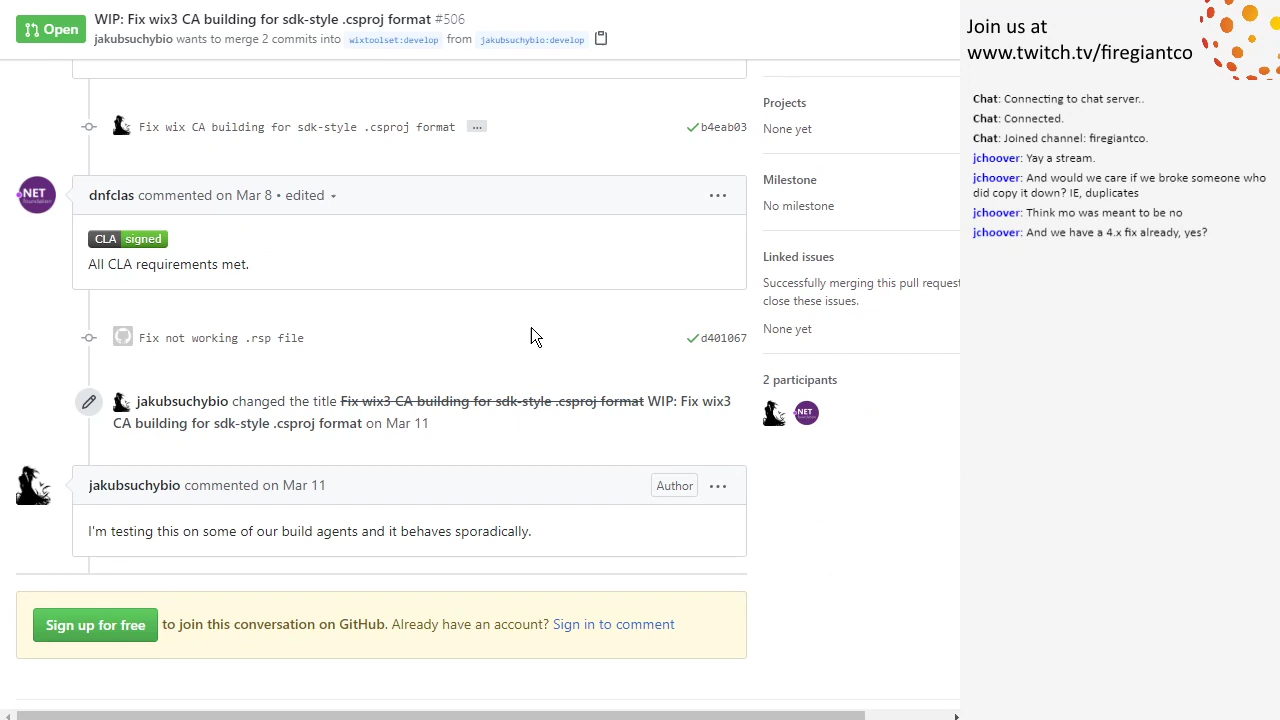 Open
WIP: Fix wix3 CA building for sdk-style .csproj format #506
jakubsuchybio wants to merge 2 commits into wixtoolset:develop from jakubsuchybio:develop
Fix wix CA building for sdk-style .csproj format ... b4eab03
NET
dnfclas commented on Mar 8 • edited
CLA signed
All CLA requirements met.
Fix not working .rsp file d401067
jakubsuchybio changed the title Fix wix3 CA building for sdk-style .csproj format WIP: Fix wix3
CA building for sdk-style .csproj format on Mar 11
jakubsuchybio commented on Mar 11 Author
I'm testing this on some of our build agents and it behaves sporadically.
Sign up for free to join this conversation on GitHub. Already have an account? Sign in to comment
Projects
None yet
Milestone
No milestone
Linked issues
Successfully merging this pull request
close these issues.
None yet
2 participants
NET
Join us at
www.twitch.tv/firegiantco
Chat: Connecting to chat server..
Chat: Connected.
Chat: Joined channel: firegiantco.
jchoover: Yay a stream.
jchoover: And would we care if we broke someone who
did copy it down? IE, duplicates
jchoover: Think mo was meant to be no
jchoover: And we have a 4.x fix already, yes?